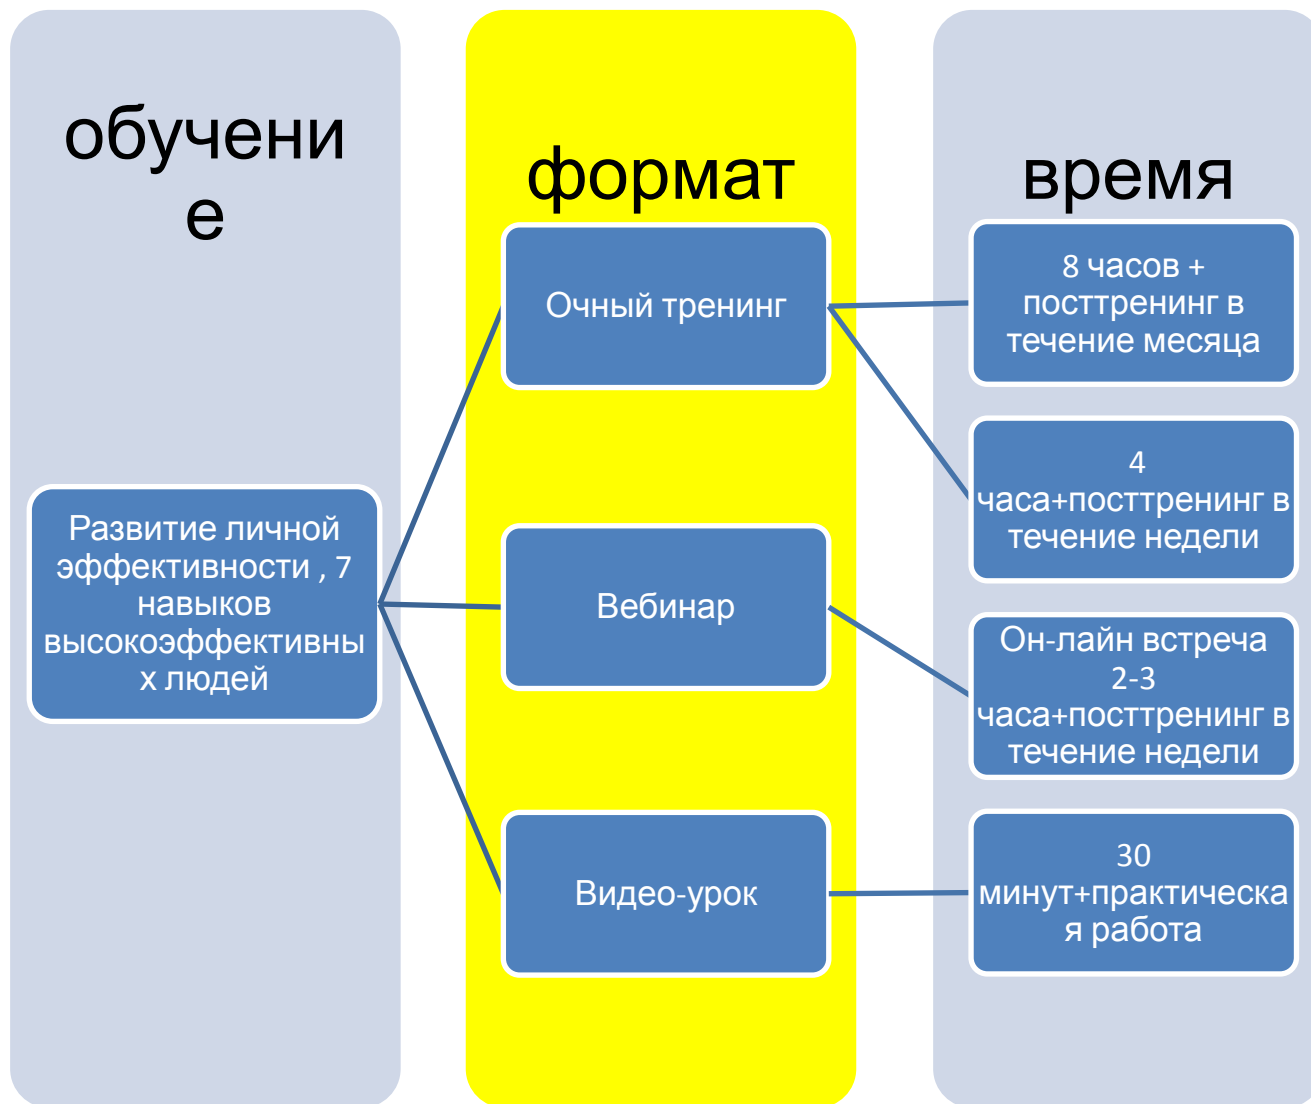 обучени
е
формат
время
Развитие личной
эффективности , 7
навыков
высокоэффективны
х людей
Очный тренинг
Вебинар
Видео-урок
8 часов +
посттренинг в
течение месяца
4
часа+посттренинг в
течение недели
Он-лайн встреча
2-3
часа+посттренинг в
течение недели
30
минут+практическа
я работа